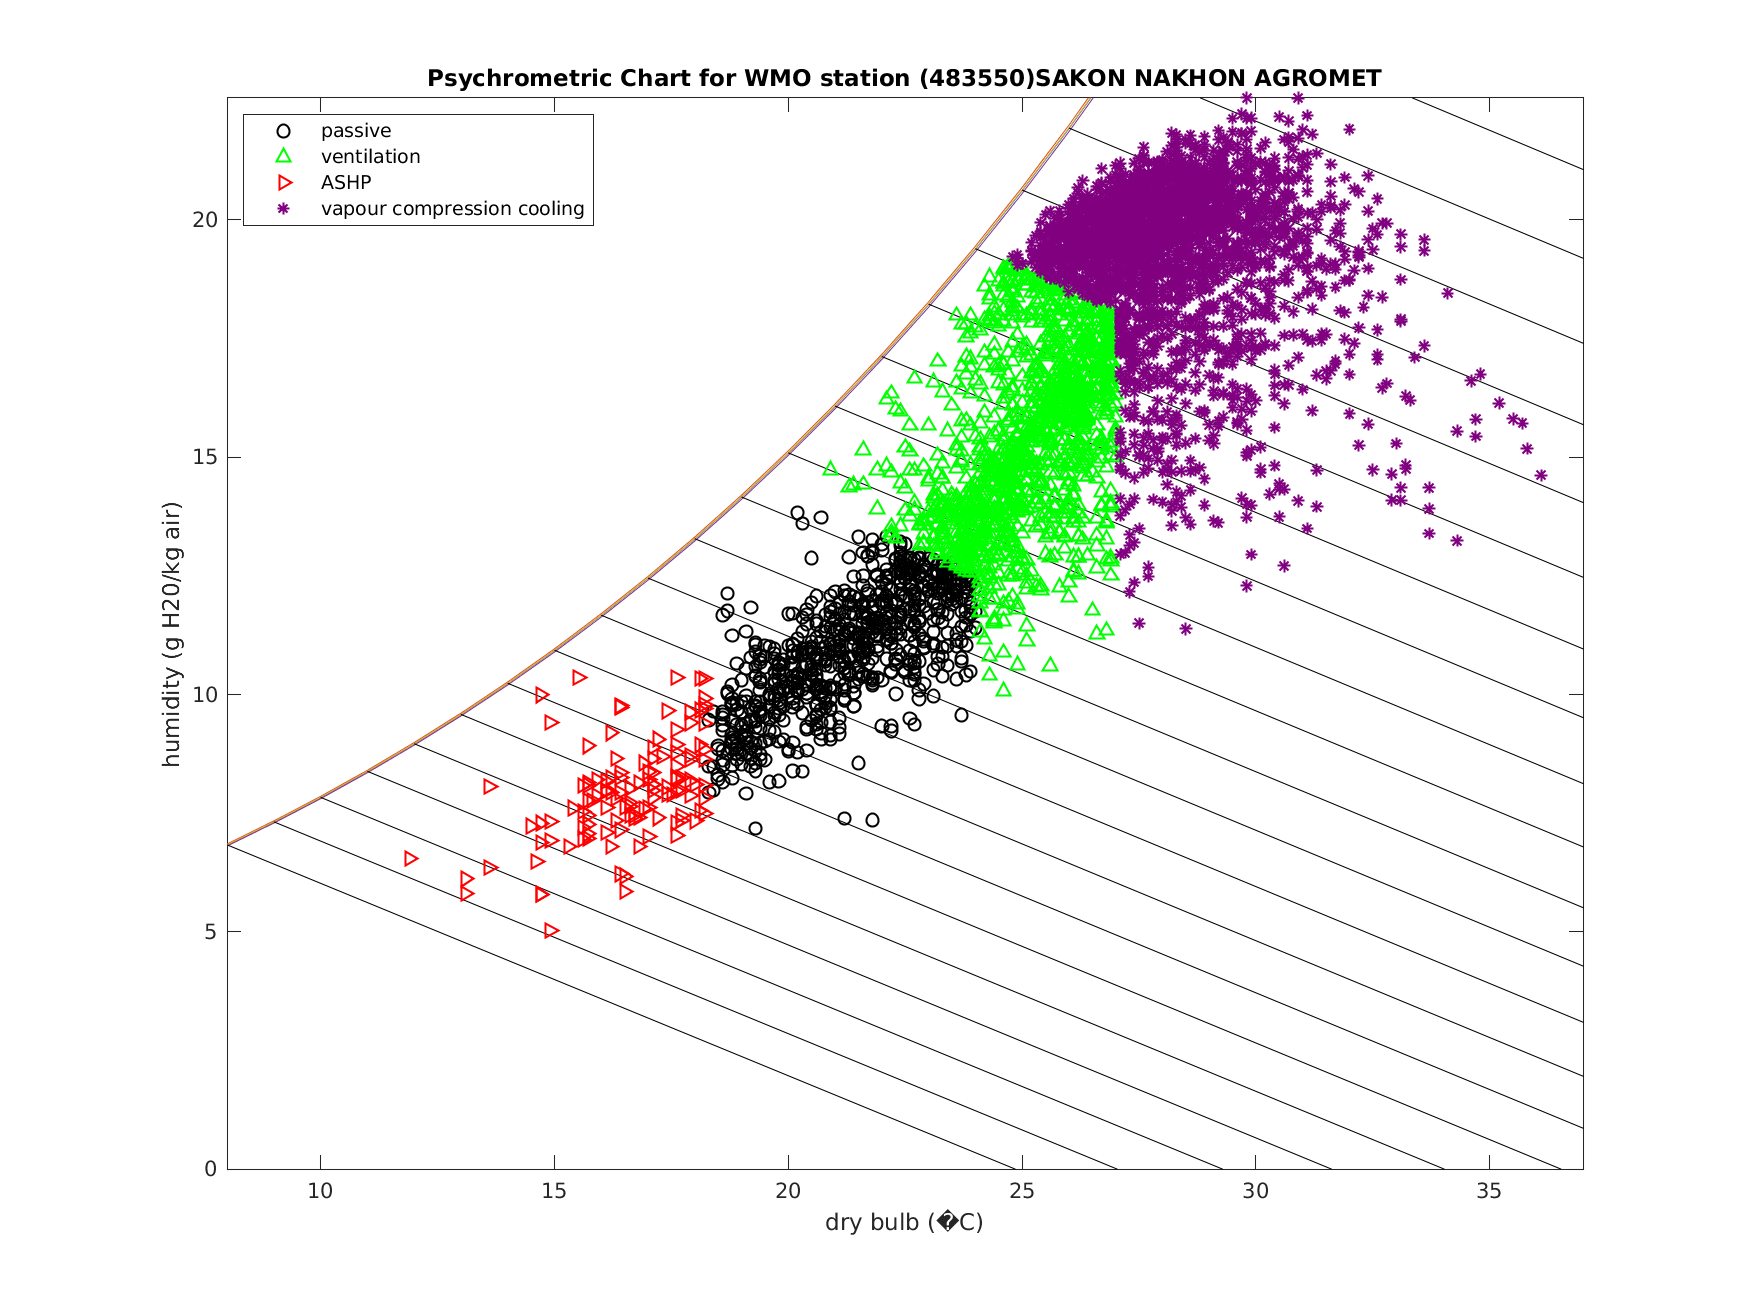 Psychrometric Chart for WMO station (483550)SAKON NAKHON AGROMET
passive
ventilation
ASHP
vapour compression cooling
humidity (g H20/kg air)
20
15
10
5
0
10 15 20 25 30 35
dry bulb (�C)